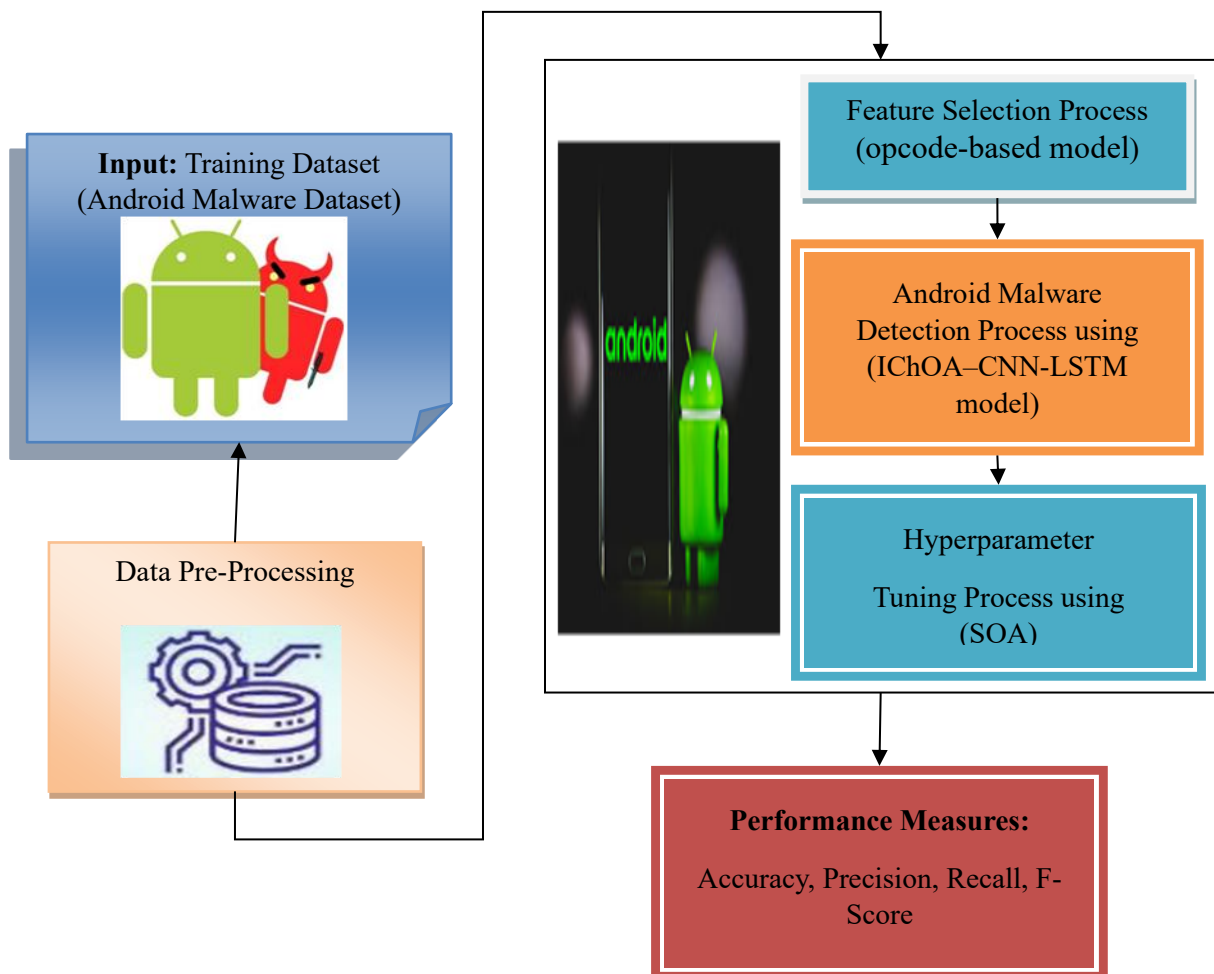 Input: Training Dataset
(Android Malware Dataset)
Data Pre-Processing
android
Feature Selection Process
(opcode-based model)
Android Malware
Detection Process using
(IChOA–CNN-LSTM
model)
Hyperparameter
Tuning Process using
(SOA)
Performance Measures:
Accuracy, Precision, Recall, F-
Score